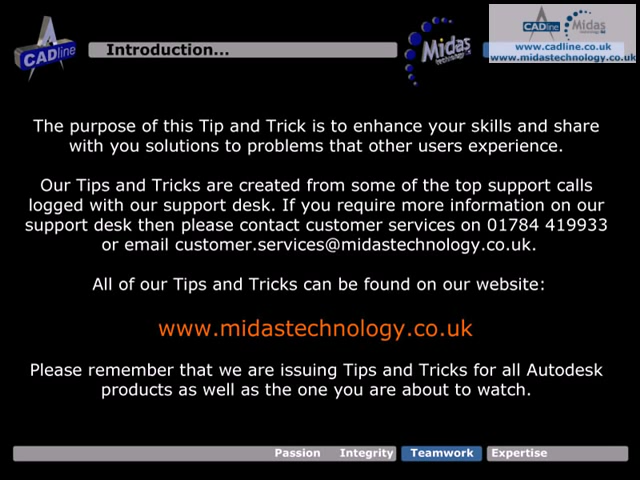 CADline
Introduction...
Midas
technology
CADline
Midas
www.cadline.co.uk
www.midastechnology.co.uk
The purpose of this Tip and Trick is to enhance your skills and share
with you solutions to problems that other users experience.
Our Tips and Tricks are created from some of the top support calls
logged with our support desk. If you require more information on our
support desk then please contact customer services on 01784 419933
or email customer.services@midastechnology.co.uk.
All of our Tips and Tricks can be found on our website:
www.midastechnology.co.uk
Please remember that we are issuing Tips and Tricks for all Autodesk
products as well as the one you are about to watch.
Passion Integrity Teamwork Expertise